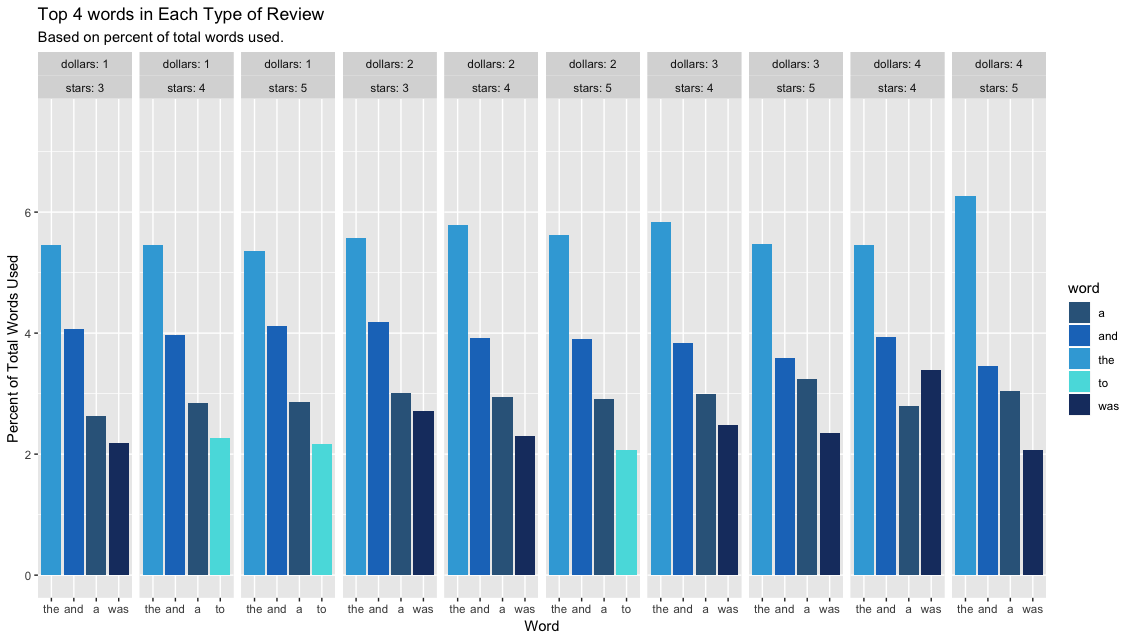 Top 4 words in Each Type of Review
Based on percent of total words used.
dollars: 1 dollars: 1 dollars: 1 dollars: 2 dollars: 2 dollars: 2 dollars: 3 dollars: 3 dollars: 4 dollars: 4
stars: 3 stars: 4 stars: 5 stars: 3 stars: 4 stars: 5 stars: 4 stars: 5 stars: 4 stars: 5
6
4
2
0
Percent of Total Words Used
the and a was the and a to the and a to the and a was the and a was the and a to the and a was the and a was the and a was the and a was
Word
word
a
and
the
to
was